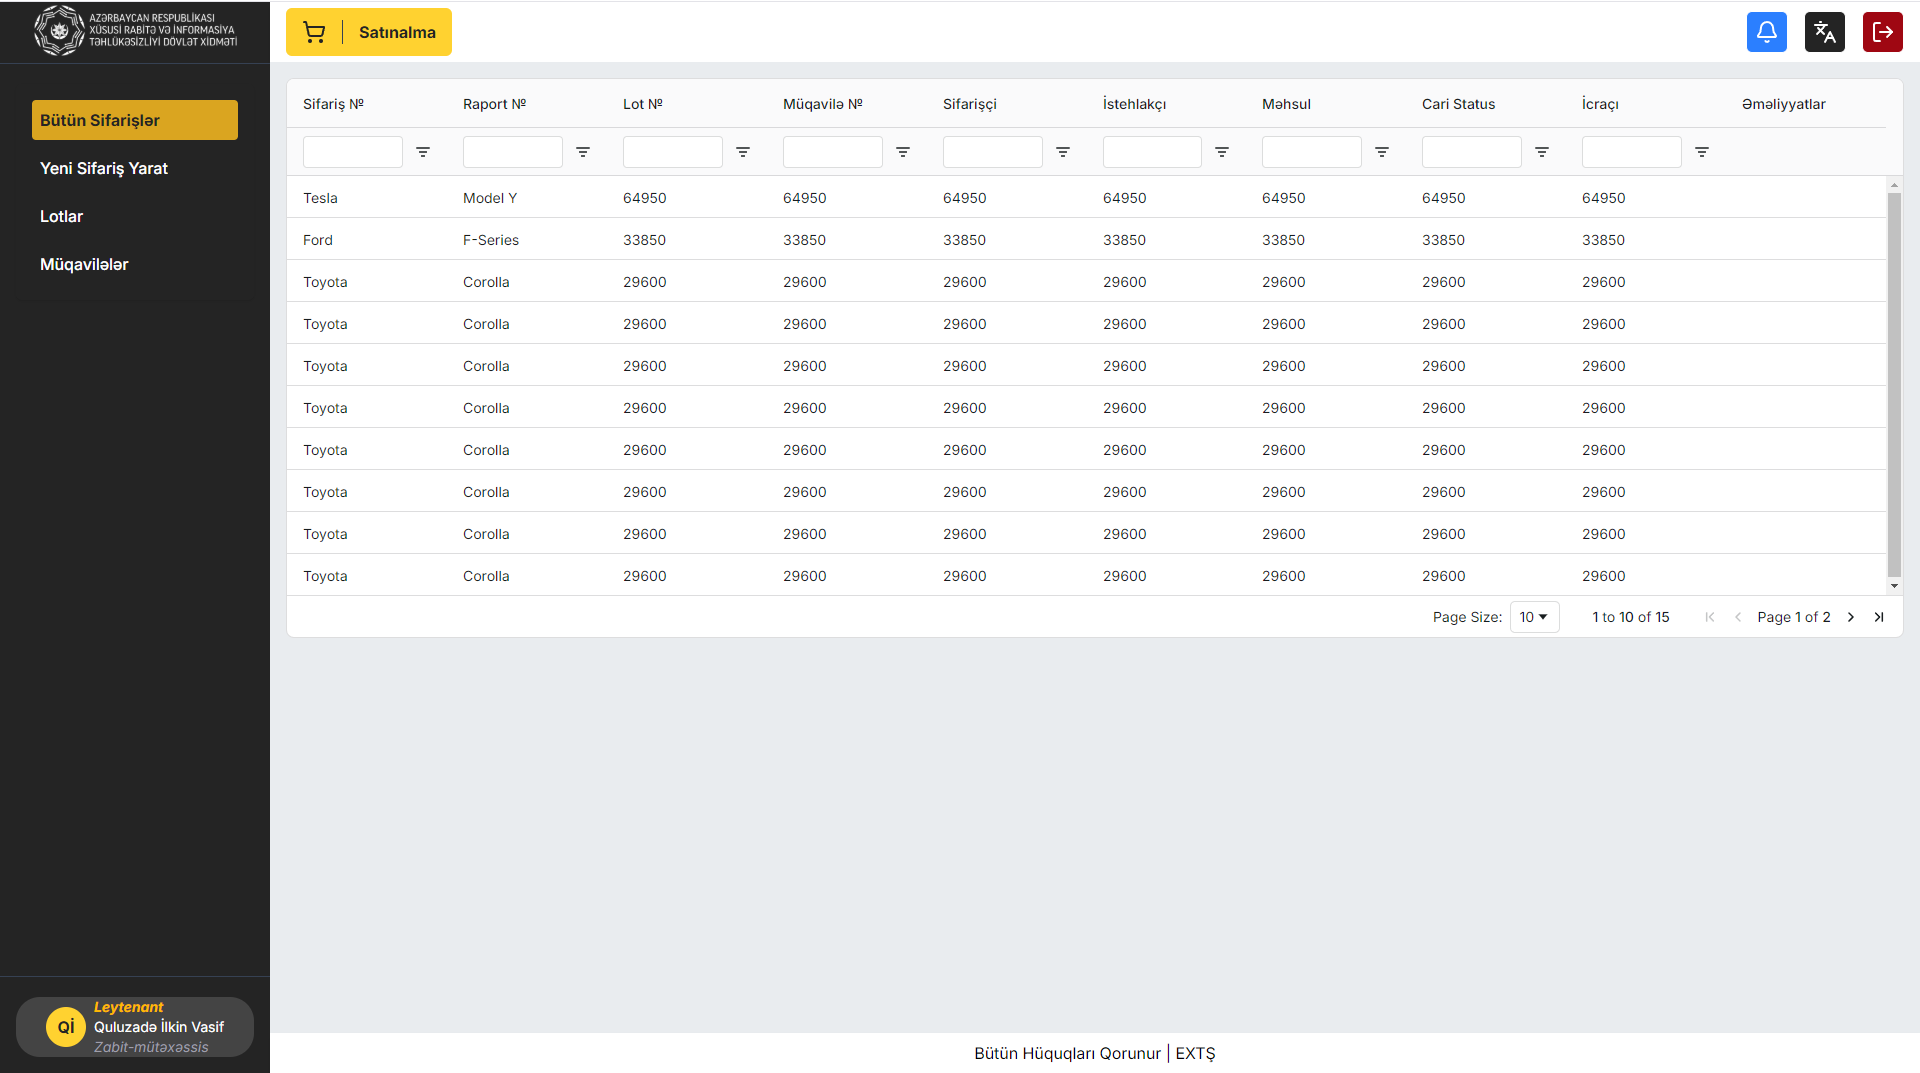 AZƏRBAYCAN RESPUBLİKASI
XÜSUSİ RABİTƏ VƏ İNFORMASİYA
TƏHLÜKƏSİZLİYİ DÖVLƏT XİDMƏTİ
Satınalma
Bütün Sifarişlər
Yeni Sifariş Yarat
Lotlar
Müqavilələr
Sifariş № Raport № Lot № Müqavilə № Sifarişçi İstehlakçı Məhsul Cari Status İcraçı Əməliyyatlar
Tesla Model Y 64950 64950 64950 64950 64950 64950 64950
Ford F-Series 33850 33850 33850 33850 33850 33850 33850
Toyota Corolla 29600 29600 29600 29600 29600 29600 29600
Toyota Corolla 29600 29600 29600 29600 29600 29600 29600
Toyota Corolla 29600 29600 29600 29600 29600 29600 29600
Toyota Corolla 29600 29600 29600 29600 29600 29600 29600
Toyota Corolla 29600 29600 29600 29600 29600 29600 29600
Toyota Corolla 29600 29600 29600 29600 29600 29600 29600
Toyota Corolla 29600 29600 29600 29600 29600 29600 29600
Toyota Corolla 29600 29600 29600 29600 29600 29600 29600
Page Size: 10 1 to 10 of 15 Page 1 of 2
Leytenant
Qİ Quluzadə İlkin Vasif
Zabit-mütəxəssis
Bütün Hüquqları Qorunur | EXTŞ